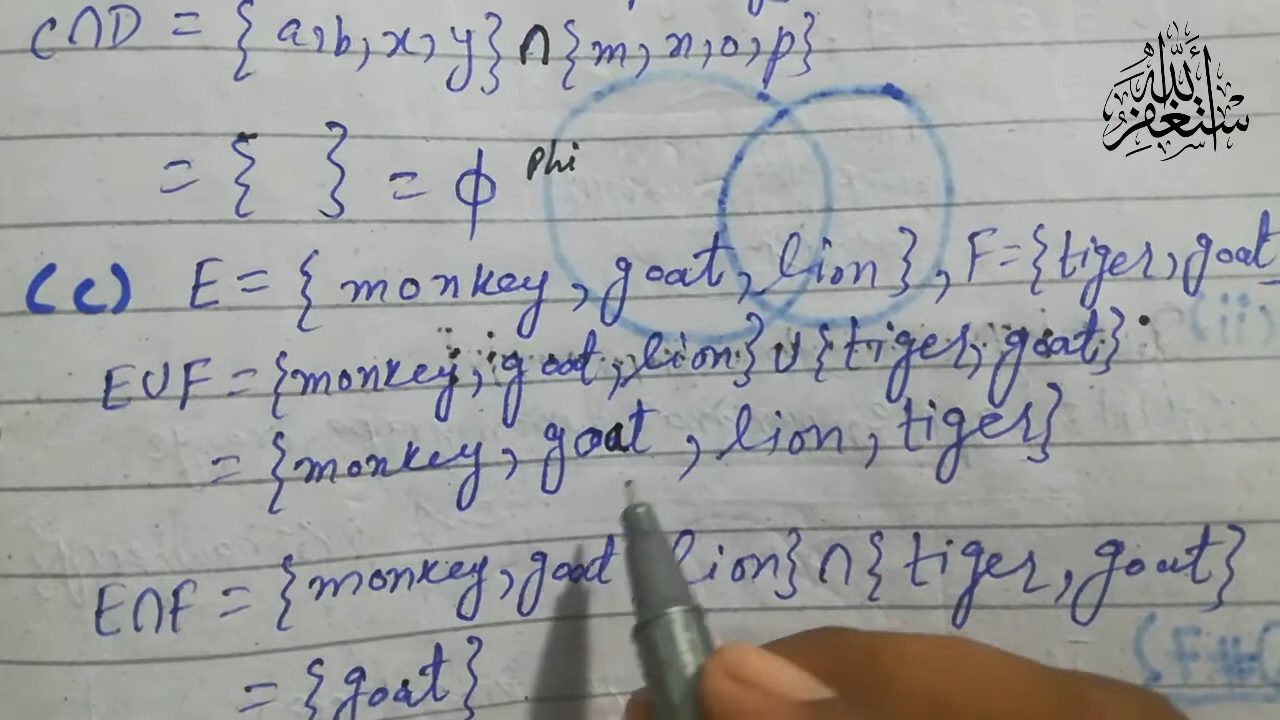 C∩D = { a,b, x, y}∩{m, n, o, p}
= { } = ϕ phi
(c) E = { monkey, goat, lion }, F={tiger, goat
E∪F = {monkey, goat, lion}∪{tiger, goat}
= {monkey, goat, lion, tiger}
E∩F = {monkey, goat lion}∩{tiger, goat}
= {goat}
أستغفر الله
(ii)